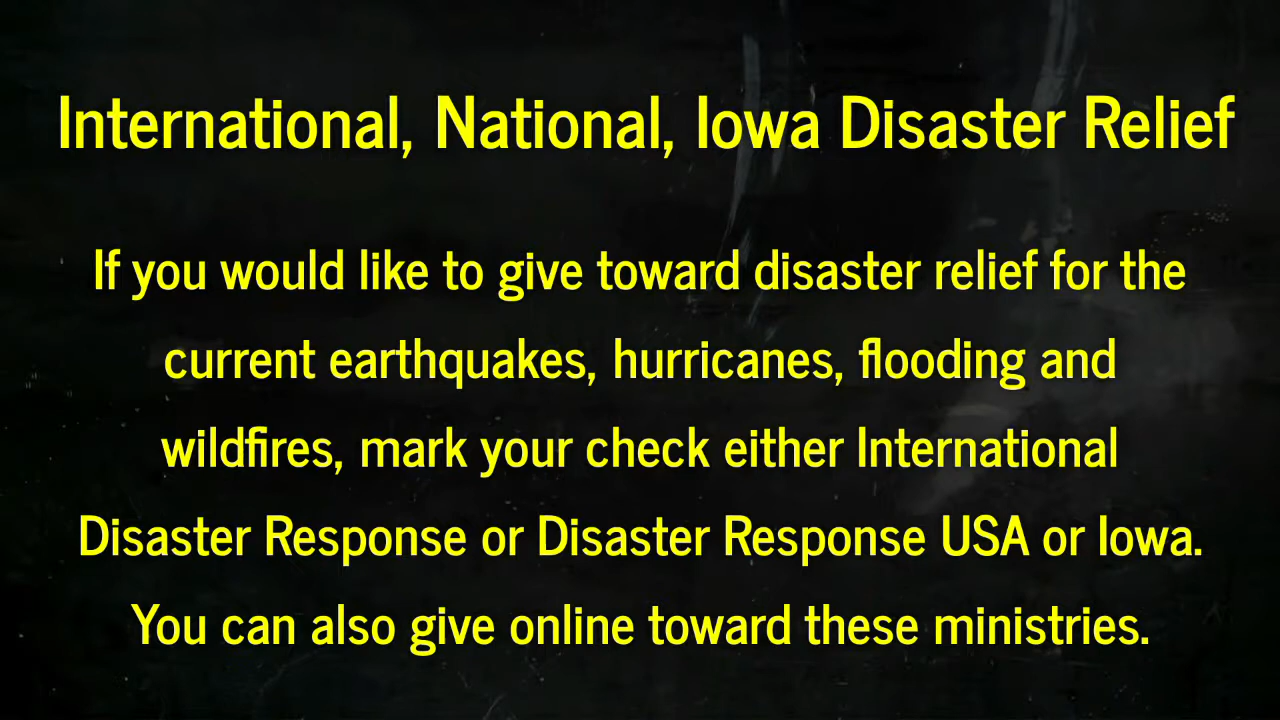 International, National, Iowa Disaster Relief
If you would like to give toward disaster relief for the
current earthquakes, hurricanes, flooding and
wildfires, mark your check either International
Disaster Response or Disaster Response USA or Iowa.
You can also give online toward these ministries.